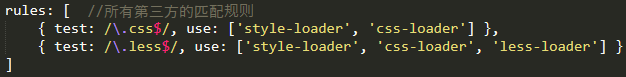 rules: [  //所有第三方的匹配规则
    { test: /\.css$/, use: ['style-loader', 'css-loader'] },
    { test: /\.less$/, use: ['style-loader', 'css-loader', 'less-loader'] }
]